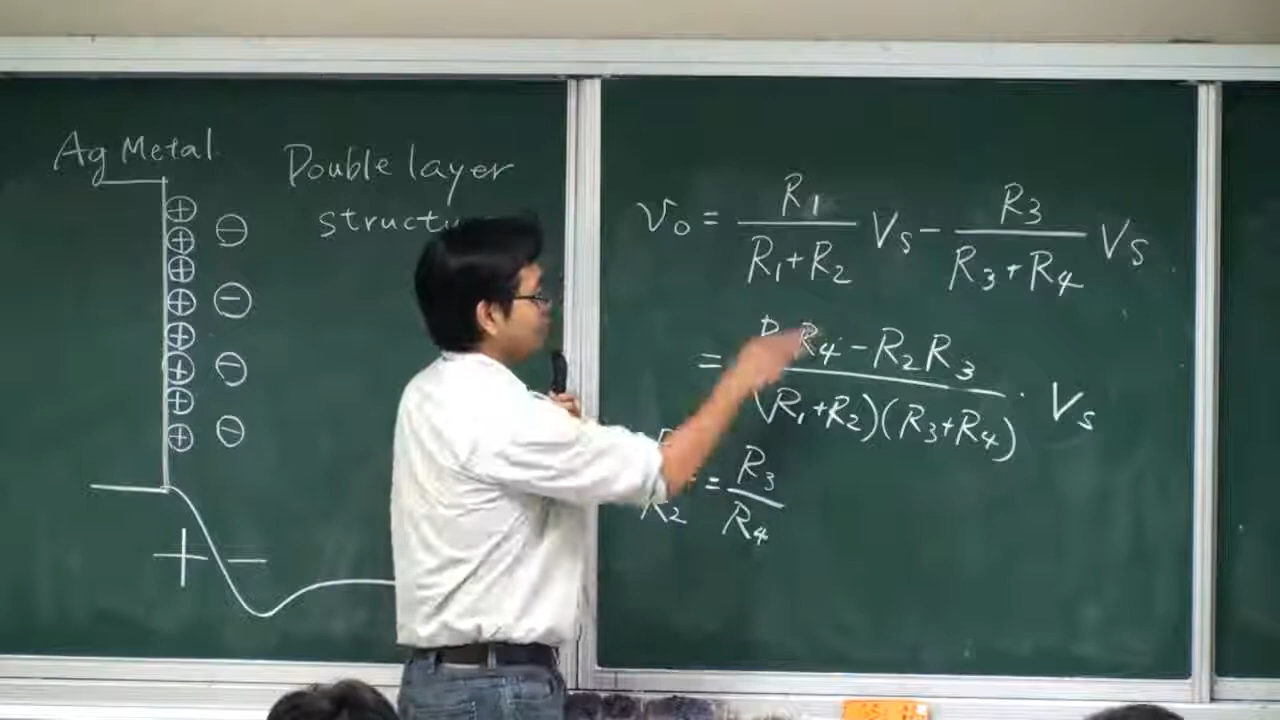 Ag Metal
Double layer
structu
⊕
⊕ ⊖
⊕
⊕
⊕ ⊖
⊕
⊕ ⊖
⊕
⊕ ⊖
+ −
v₀ = R₁/(R₁+R₂) Vs − R₃/(R₃+R₄) Vs
= R₄ − R₂R₃/(R₁+R₂)(R₃+R₄) · Vs
R₂ = R₃/R₄